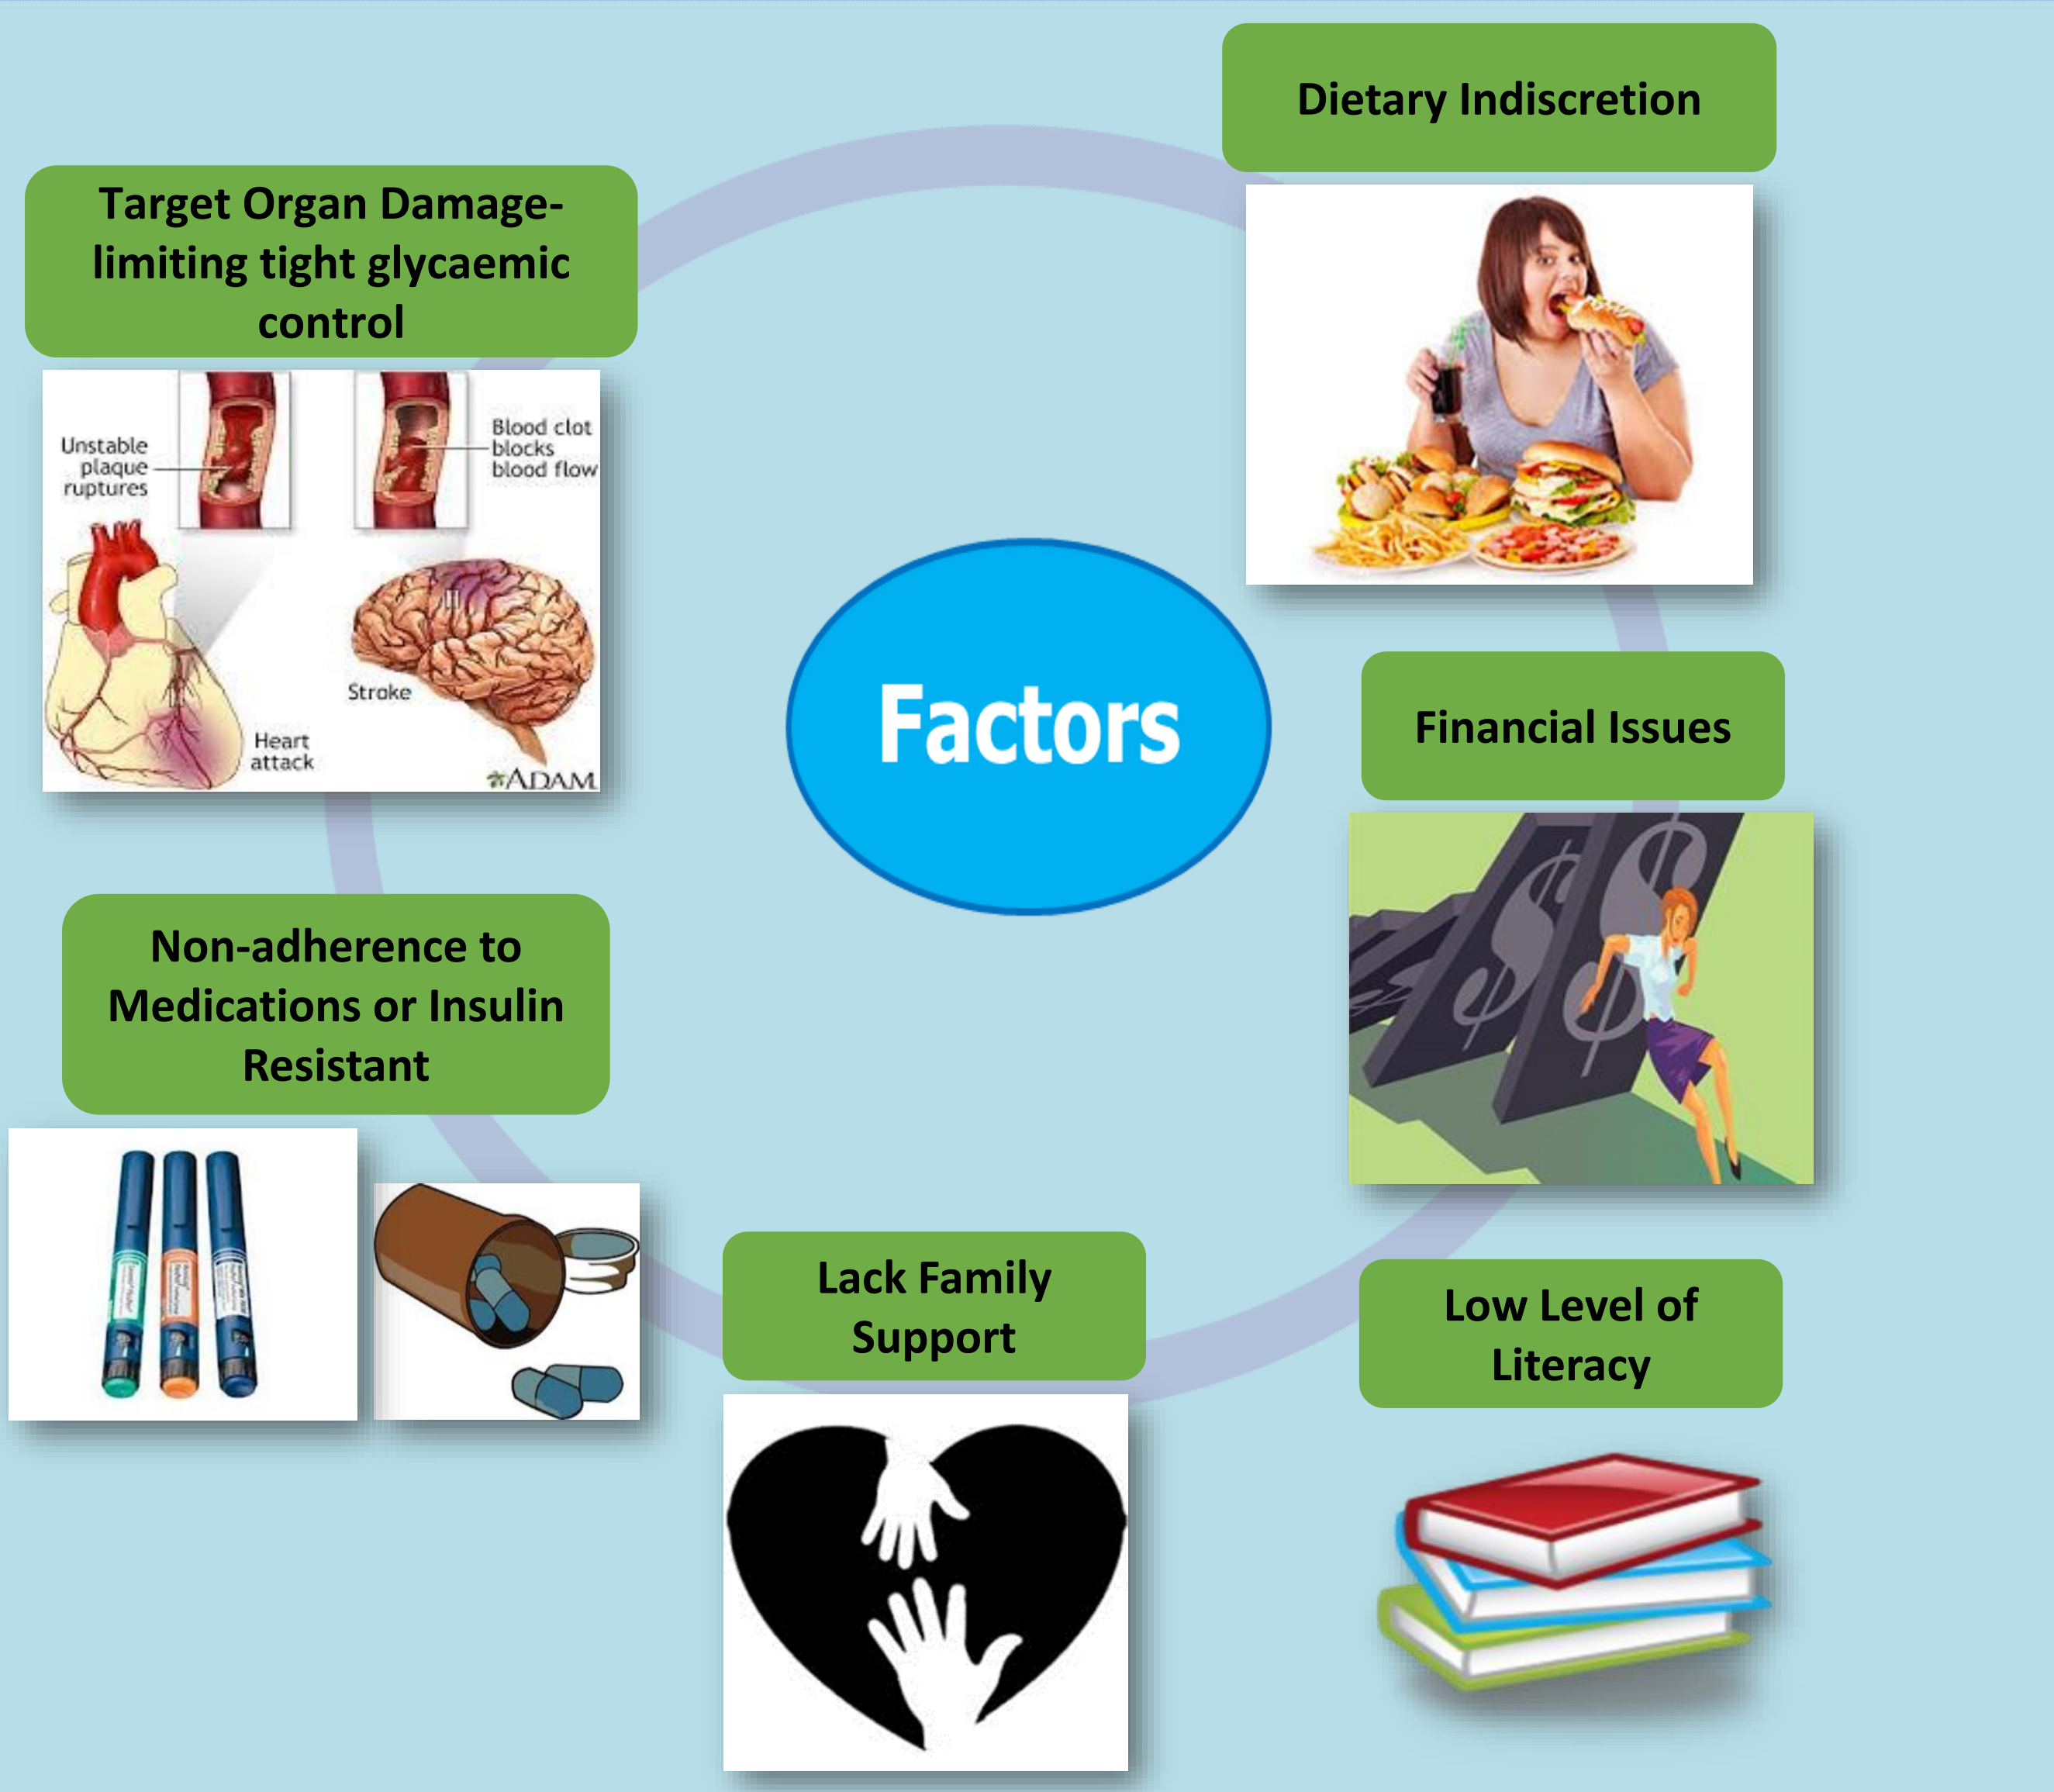 Dietary Indiscretion
Target Organ Damage-
limiting tight glycaemic
control
Unstable
plaque
ruptures
Blood clot
blocks
blood flow
Stroke
Heart
attack
ADAM
Factors
Financial Issues
Non-adherence to
Medications or Insulin
Resistant
Lack Family
Support
Low Level of
Literacy